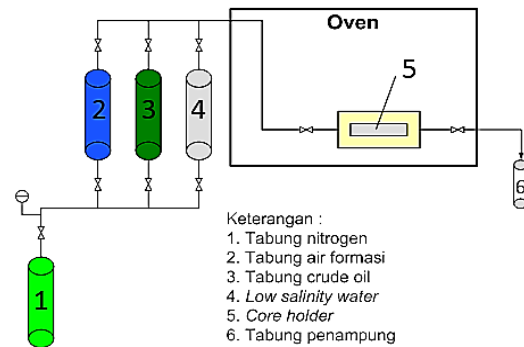 Oven
5
2
3
4
6
1
Keterangan :
1. Tabung nitrogen
2. Tabung air formasi
3. Tabung crude oil
4. Low salinity water
5. Core holder
6. Tabung penampung